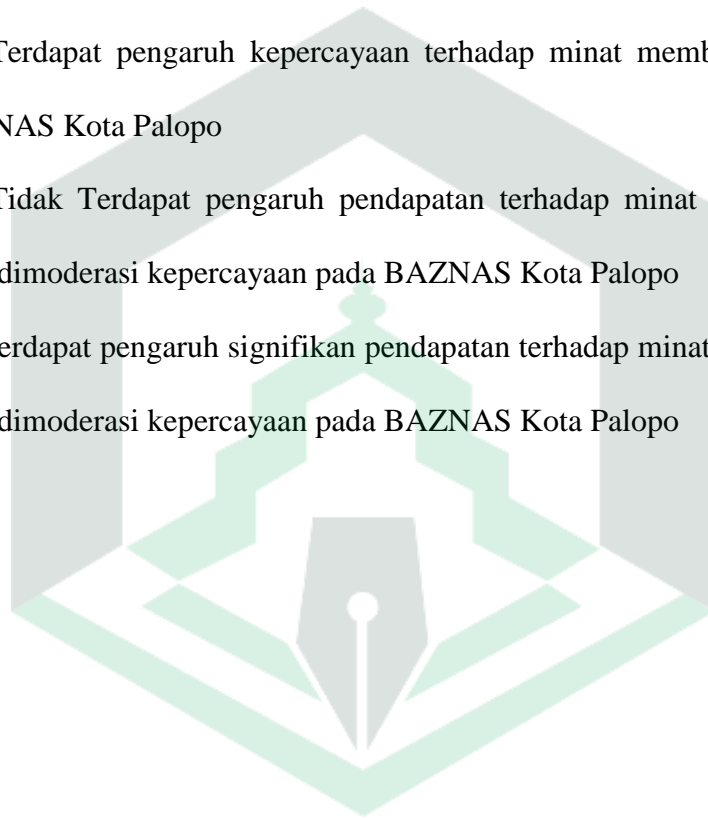 Terdapat pengaruh kepercayaan terhadap minat
NAS Kota Palopo
Tidak Terdapat pengaruh pendapatan terhadap minat
dimoderasi kepercayaan pada BAZNAS Kota Palopo
erdapat pengaruh signifikan pendapatan terhadap minat
dimoderasi kepercayaan pada BAZNAS Kota Palopo